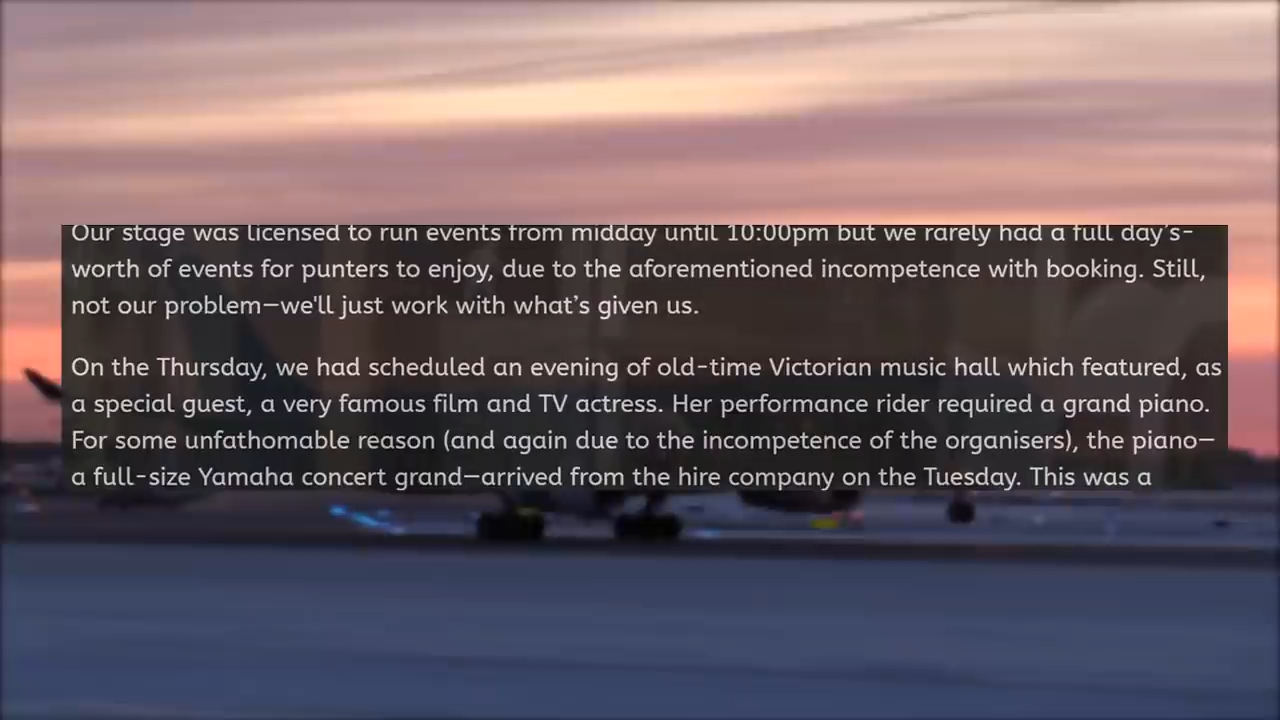 Our stage was licensed to run events from midday until 10:00pm but we rarely had a full day’s-
worth of events for punters to enjoy, due to the aforementioned incompetence with booking. Still,
not our problem—we'll just work with what’s given us.
On the Thursday, we had scheduled an evening of old-time Victorian music hall which featured, as
a special guest, a very famous film and TV actress. Her performance rider required a grand piano.
For some unfathomable reason (and again due to the incompetence of the organisers), the piano—
a full-size Yamaha concert grand—arrived from the hire company on the Tuesday. This was a